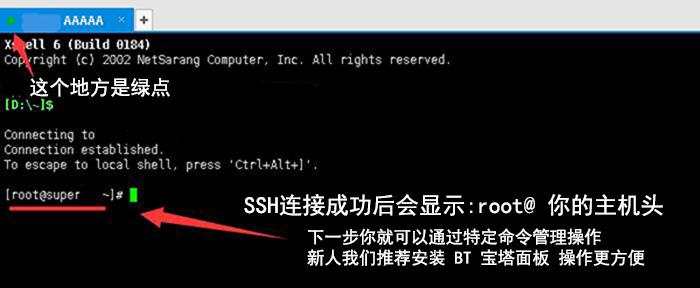 AAAAA × +
Xshell 6 (Build 0184)
Copyright (c) 2002 NetSarang Computer, Inc. All rights reserved.
这个地方是绿点
[D:\~]$
Connecting to
Connection established.
To escape to local shell, press 'Ctrl+Alt+]'.
[root@super ~]#
SSH连接成功后会显示:root@ 你的主机头
下一步你就可以通过特定命令管理操作
新人我们推荐安装 BT 宝塔面板 操作更方便